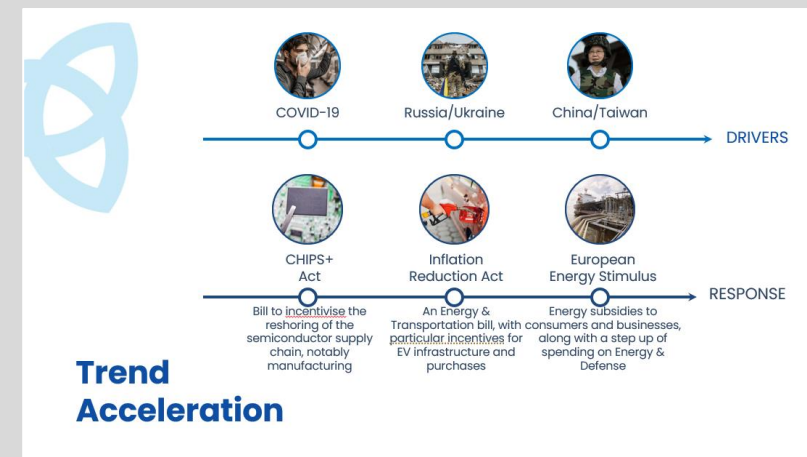 COVID-19
Russia/Ukraine
China/Taiwan
DRIVERS
CHIPS+
Act
Inflation
Reduction Act
European
Energy Stimulus
RESPONSE
Bill to incentivise the
reshoring of the
semiconductor supply
chain, notably
manufacturing
An Energy &
Transportation bill, with
particular incentives for
EV infrastructure and
purchases
Energy subsidies to
consumers and businesses,
along with a step up of
spending on Energy &
Defense
Trend
Acceleration